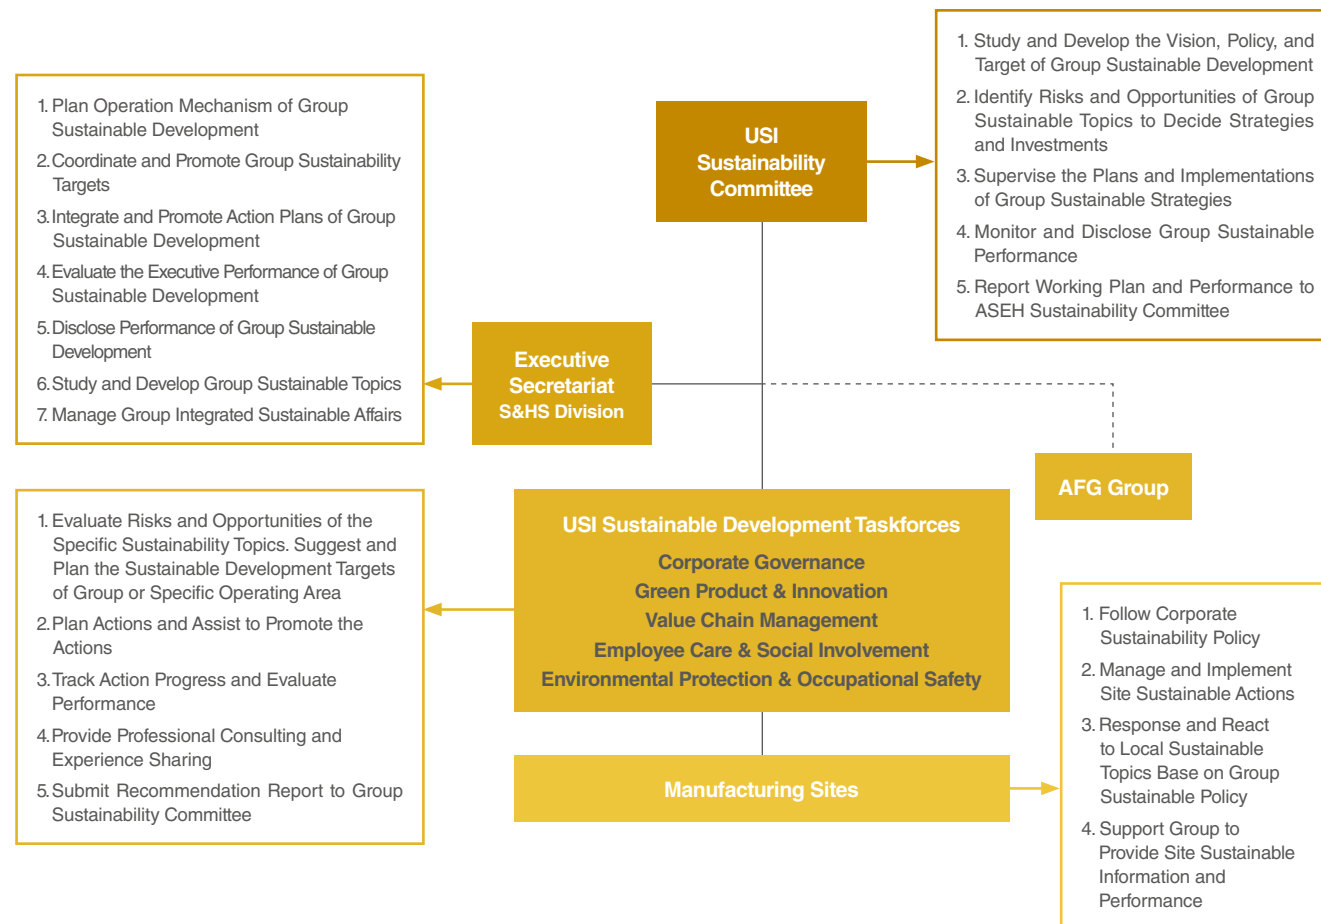 USI
Sustainability
Committee
1. Study and Develop the Vision, Policy, and
Target of Group Sustainable Development
2. Identify Risks and Opportunities of Group
Sustainable Topics to Decide Strategies
and Investments
3. Supervise the Plans and Implementations
of Group Sustainable Strategies
4. Monitor and Disclose Group Sustainable
Performance
5. Report Working Plan and Performance to
ASEH Sustainability Committee
1. Plan Operation Mechanism of Group
Sustainable Development
2. Coordinate and Promote Group Sustainability
Targets
3. Integrate and Promote Action Plans of Group
Sustainable Development
4. Evaluate the Executive Performance of Group
Sustainable Development
5. Disclose Performance of Group Sustainable
Development
6. Study and Develop Group Sustainable Topics
7. Manage Group Integrated Sustainable Affairs
Executive
Secretariat
S&HS Division
AFG Group
1. Evaluate Risks and Opportunities of the
Specific Sustainability Topics. Suggest and
Plan the Sustainable Development Targets
of Group or Specific Operating Area
2. Plan Actions and Assist to Promote the
Actions
3. Track Action Progress and Evaluate
Performance
4. Provide Professional Consulting and
Experience Sharing
5. Submit Recommendation Report to Group
Sustainability Committee
USI Sustainable Development Taskforces
Corporate Governance
Green Product & Innovation
Value Chain Management
Employee Care & Social Involvement
Environmental Protection & Occupational Safety
Manufacturing Sites
1. Follow Corporate
Sustainability Policy
2. Manage and Implement
Site Sustainable Actions
3. Response and React
to Local Sustainable
Topics Base on Group
Sustainable Policy
4. Support Group to
Provide Site Sustainable
Information and
Performance